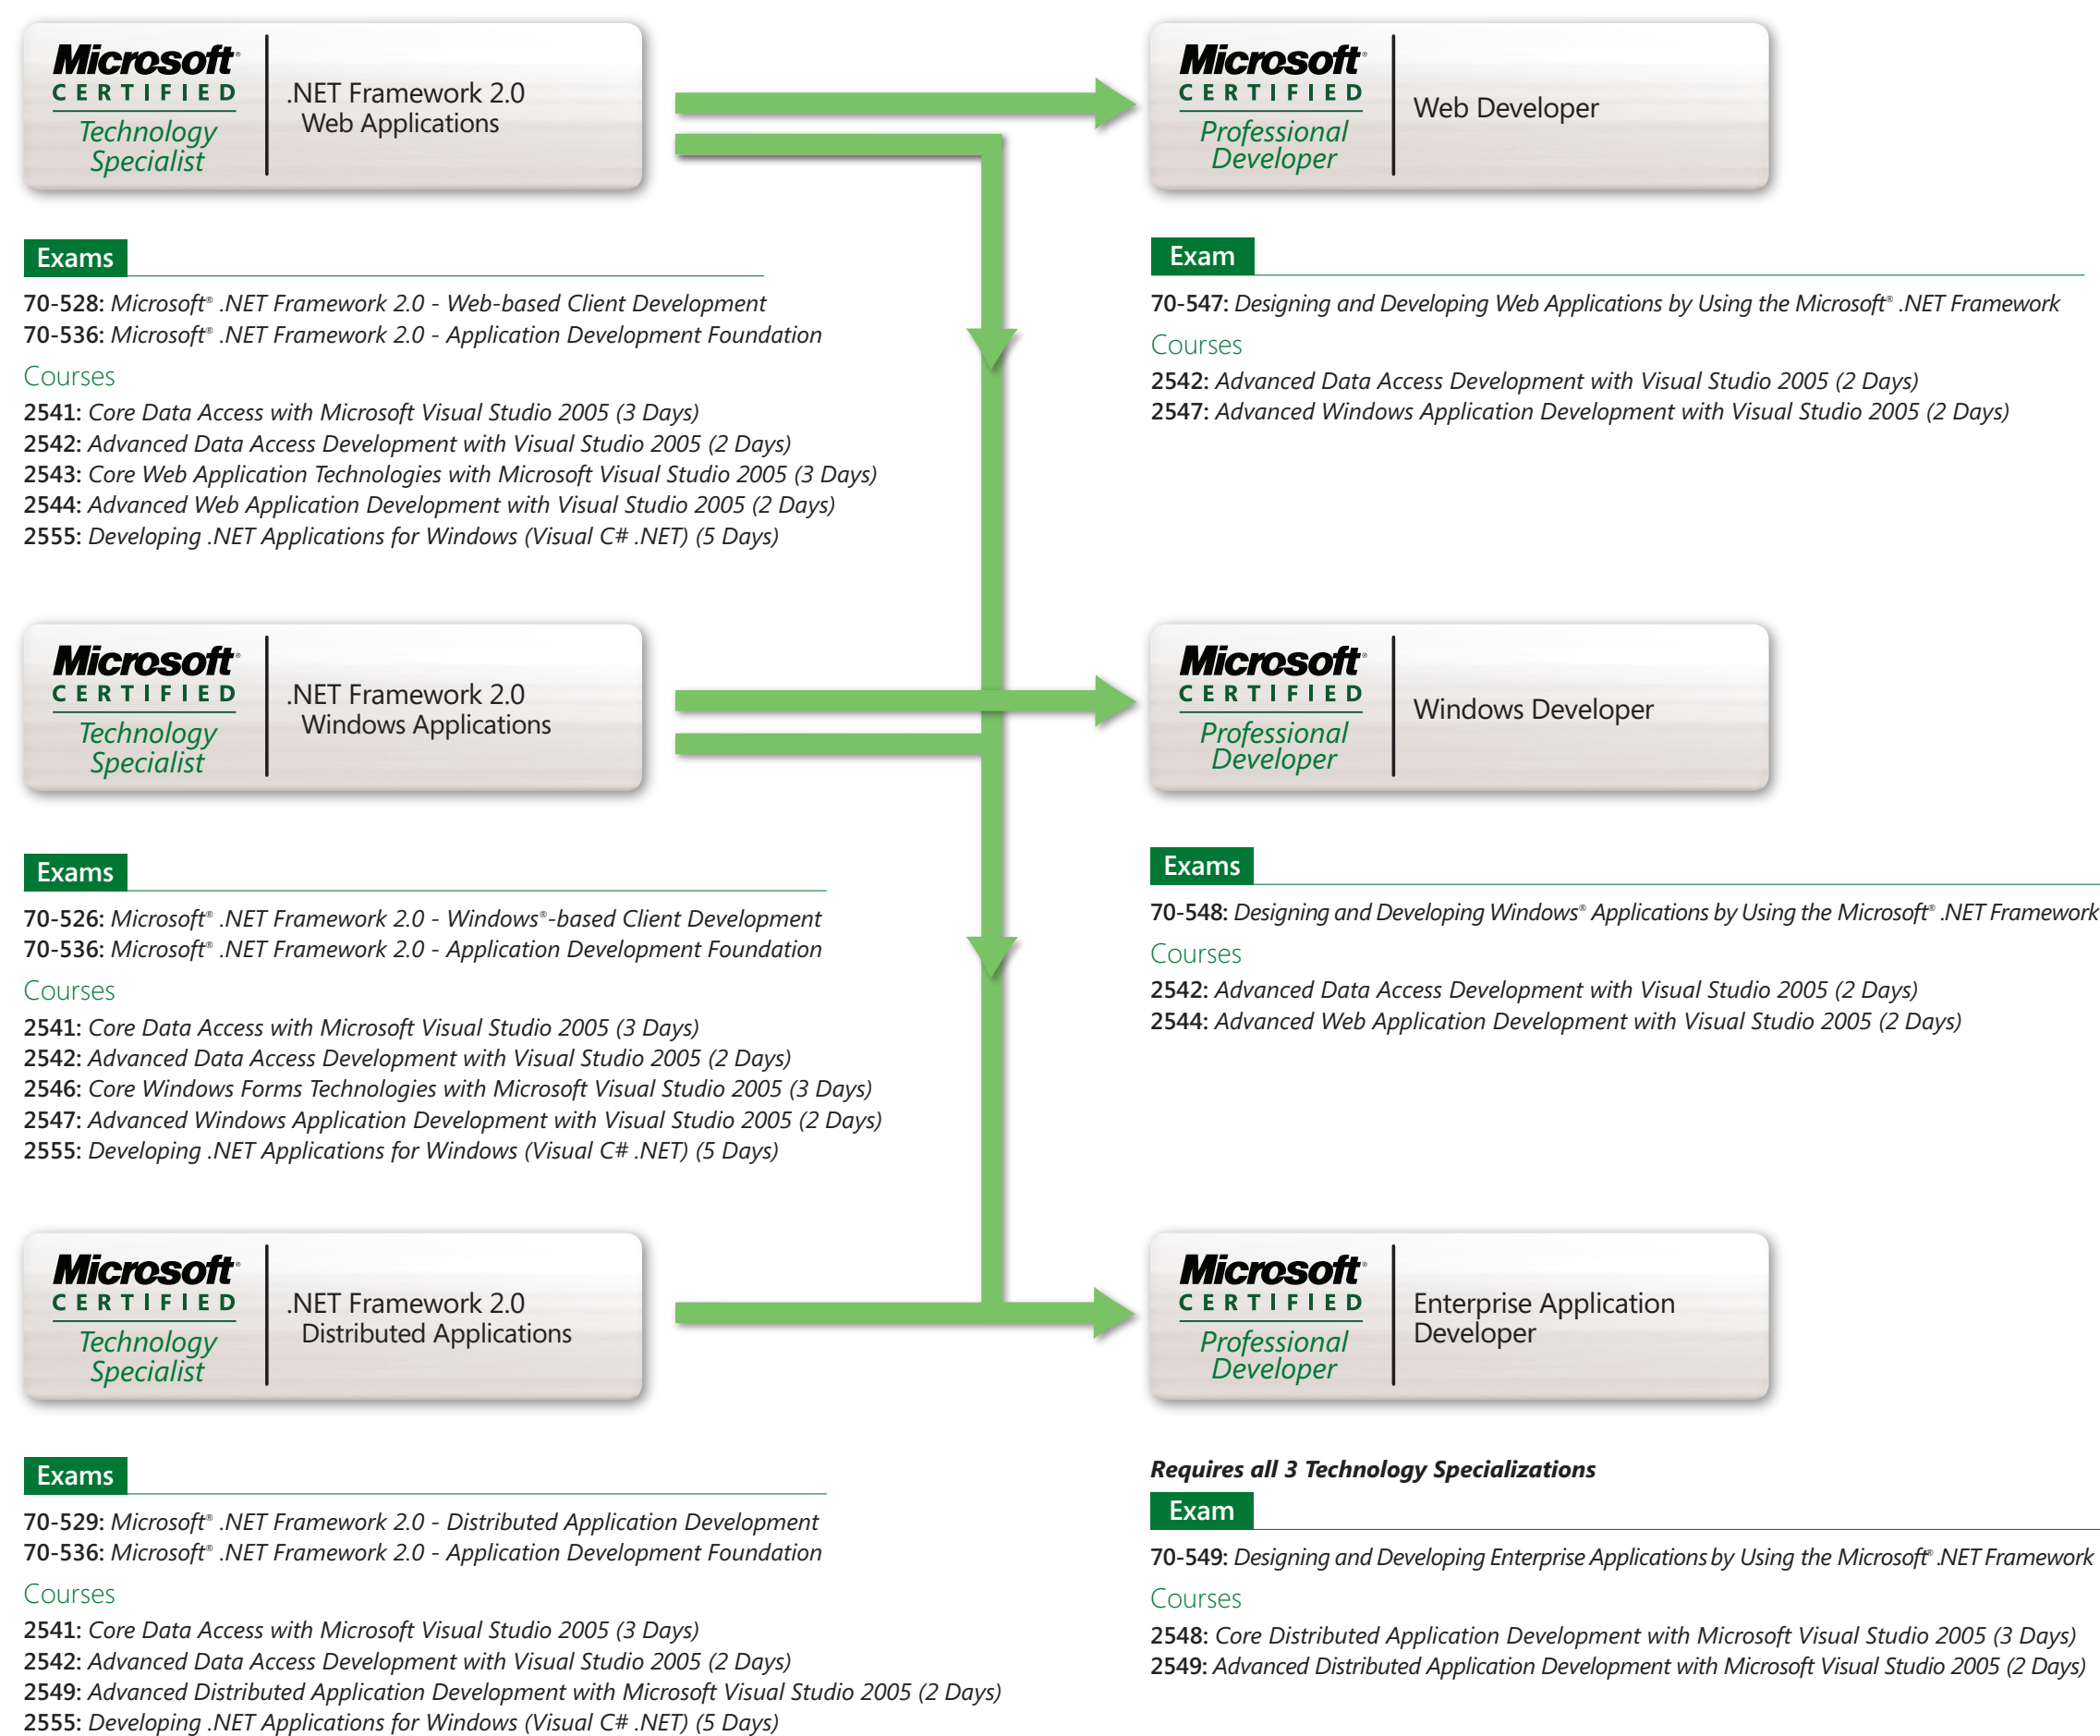 Microsoft®
CERTIFIED
Technology
Specialist
.NET Framework 2.0
Web Applications
Exams
70-528: Microsoft® .NET Framework 2.0 - Web-based Client Development
70-536: Microsoft® .NET Framework 2.0 - Application Development Foundation
Courses
2541: Core Data Access with Microsoft Visual Studio 2005 (3 Days)
2542: Advanced Data Access Development with Visual Studio 2005 (2 Days)
2543: Core Web Application Technologies with Microsoft Visual Studio 2005 (3 Days)
2544: Advanced Web Application Development with Visual Studio 2005 (2 Days)
2555: Developing .NET Applications for Windows (Visual C# .NET) (5 Days)
Microsoft®
CERTIFIED
Professional
Developer
Web Developer
Exam
70-547: Designing and Developing Web Applications by Using the Microsoft® .NET Framework
Courses
2542: Advanced Data Access Development with Visual Studio 2005 (2 Days)
2547: Advanced Windows Application Development with Visual Studio 2005 (2 Days)
Microsoft®
CERTIFIED
Technology
Specialist
.NET Framework 2.0
Windows Applications
Exams
70-526: Microsoft® .NET Framework 2.0 - Windows®-based Client Development
70-536: Microsoft® .NET Framework 2.0 - Application Development Foundation
Courses
2541: Core Data Access with Microsoft Visual Studio 2005 (3 Days)
2542: Advanced Data Access Development with Visual Studio 2005 (2 Days)
2546: Core Windows Forms Technologies with Microsoft Visual Studio 2005 (3 Days)
2547: Advanced Windows Application Development with Visual Studio 2005 (2 Days)
2555: Developing .NET Applications for Windows (Visual C# .NET) (5 Days)
Microsoft®
CERTIFIED
Professional
Developer
Windows Developer
Exams
70-548: Designing and Developing Windows® Applications by Using the Microsoft® .NET Framework
Courses
2542: Advanced Data Access Development with Visual Studio 2005 (2 Days)
2544: Advanced Web Application Development with Visual Studio 2005 (2 Days)
Microsoft®
CERTIFIED
Technology
Specialist
.NET Framework 2.0
Distributed Applications
Exams
70-529: Microsoft® .NET Framework 2.0 - Distributed Application Development
70-536: Microsoft® .NET Framework 2.0 - Application Development Foundation
Courses
2541: Core Data Access with Microsoft Visual Studio 2005 (3 Days)
2542: Advanced Data Access Development with Visual Studio 2005 (2 Days)
2549: Advanced Distributed Application Development with Microsoft Visual Studio 2005 (2 Days)
2555: Developing .NET Applications for Windows (Visual C# .NET) (5 Days)
Microsoft®
CERTIFIED
Professional
Developer
Enterprise Application
Developer
Requires all 3 Technology Specializations
Exam
70-549: Designing and Developing Enterprise Applications by Using the Microsoft® .NET Framework
Courses
2548: Core Distributed Application Development with Microsoft Visual Studio 2005 (3 Days)
2549: Advanced Distributed Application Development with Microsoft Visual Studio 2005 (2 Days)